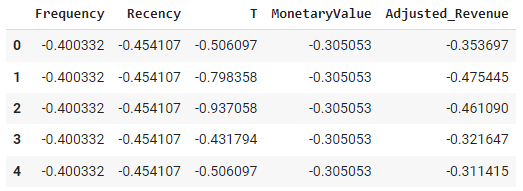 Frequency Recency T MonetaryValue Adjusted_Revenue
0 -0.400332 -0.454107 -0.506097 -0.305053 -0.353697
1 -0.400332 -0.454107 -0.798358 -0.305053 -0.475445
2 -0.400332 -0.454107 -0.937058 -0.305053 -0.461090
3 -0.400332 -0.454107 -0.431794 -0.305053 -0.321647
4 -0.400332 -0.454107 -0.506097 -0.305053 -0.311415